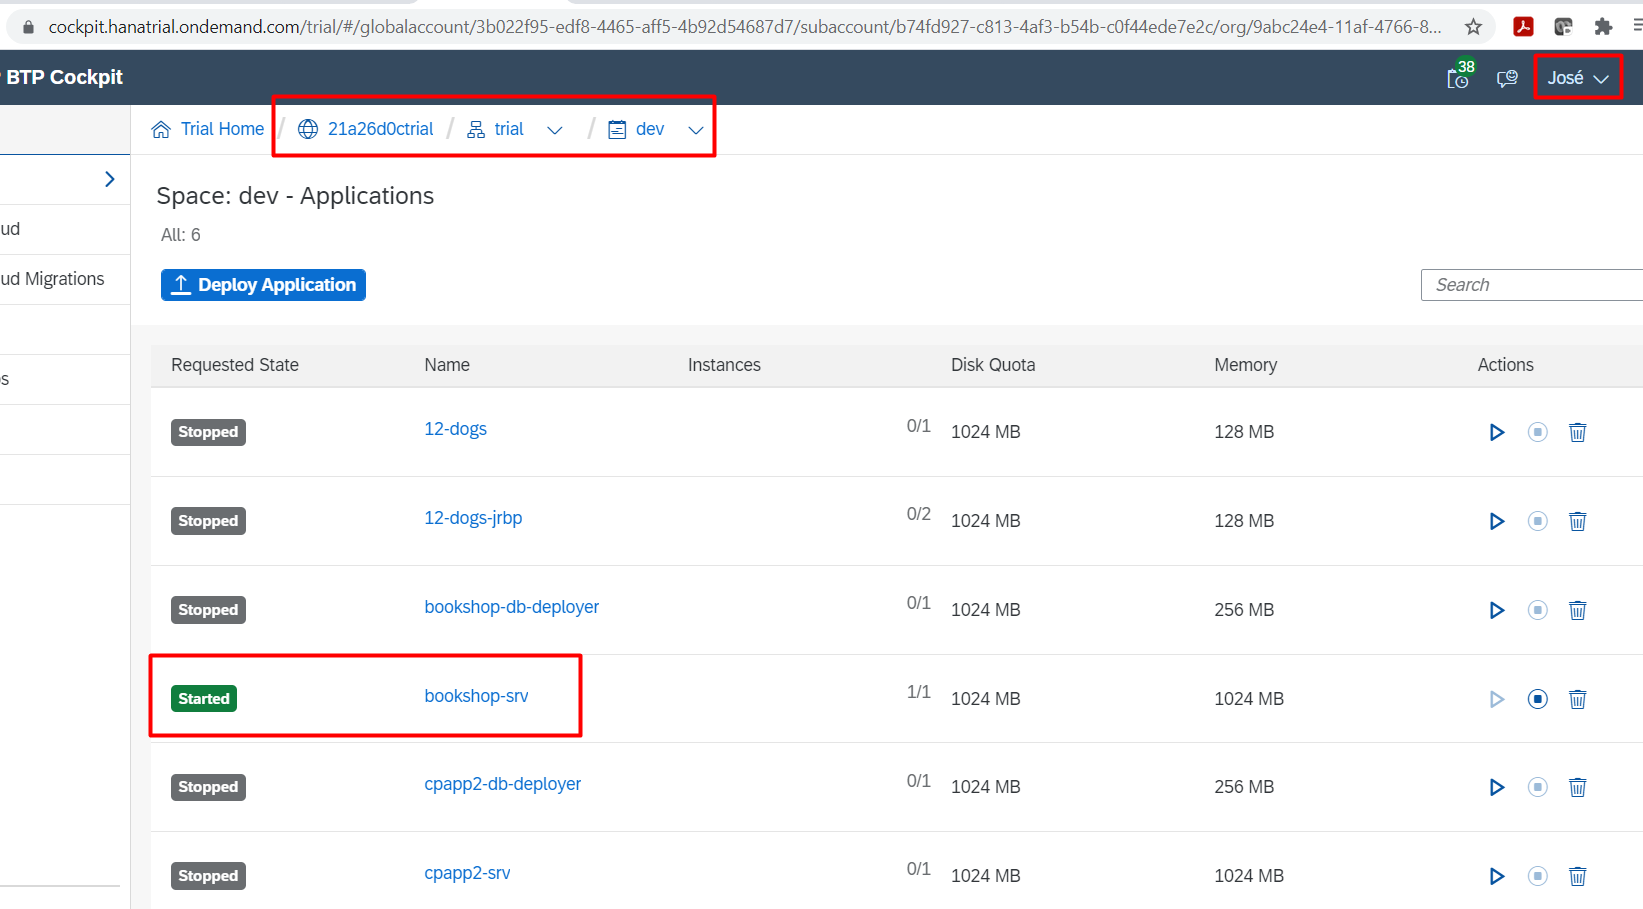 cockpit.hanatrial.ondemand.com/trial/#/globalaccount/3b022f95-edf8-4465-aff5-4b92d54687d7/subaccount/b74fd927-c813-4af3-b54b-c0f44ede7e2c/org/9abc24e4-11af-4766-8...
BTP Cockpit
38
José
Trial Home / 21a26d0ctrial / trial / dev
Space: dev - Applications
All: 6
ud
ud Migrations
s
Deploy Application
Search
Requested State Name Instances Disk Quota Memory Actions
Stopped 12-dogs 0/1 1024 MB 128 MB
Stopped 12-dogs-jrbp 0/2 1024 MB 128 MB
Stopped bookshop-db-deployer 0/1 1024 MB 256 MB
Started bookshop-srv 1/1 1024 MB 1024 MB
Stopped cpapp2-db-deployer 0/1 1024 MB 256 MB
Stopped cpapp2-srv 0/1 1024 MB 1024 MB